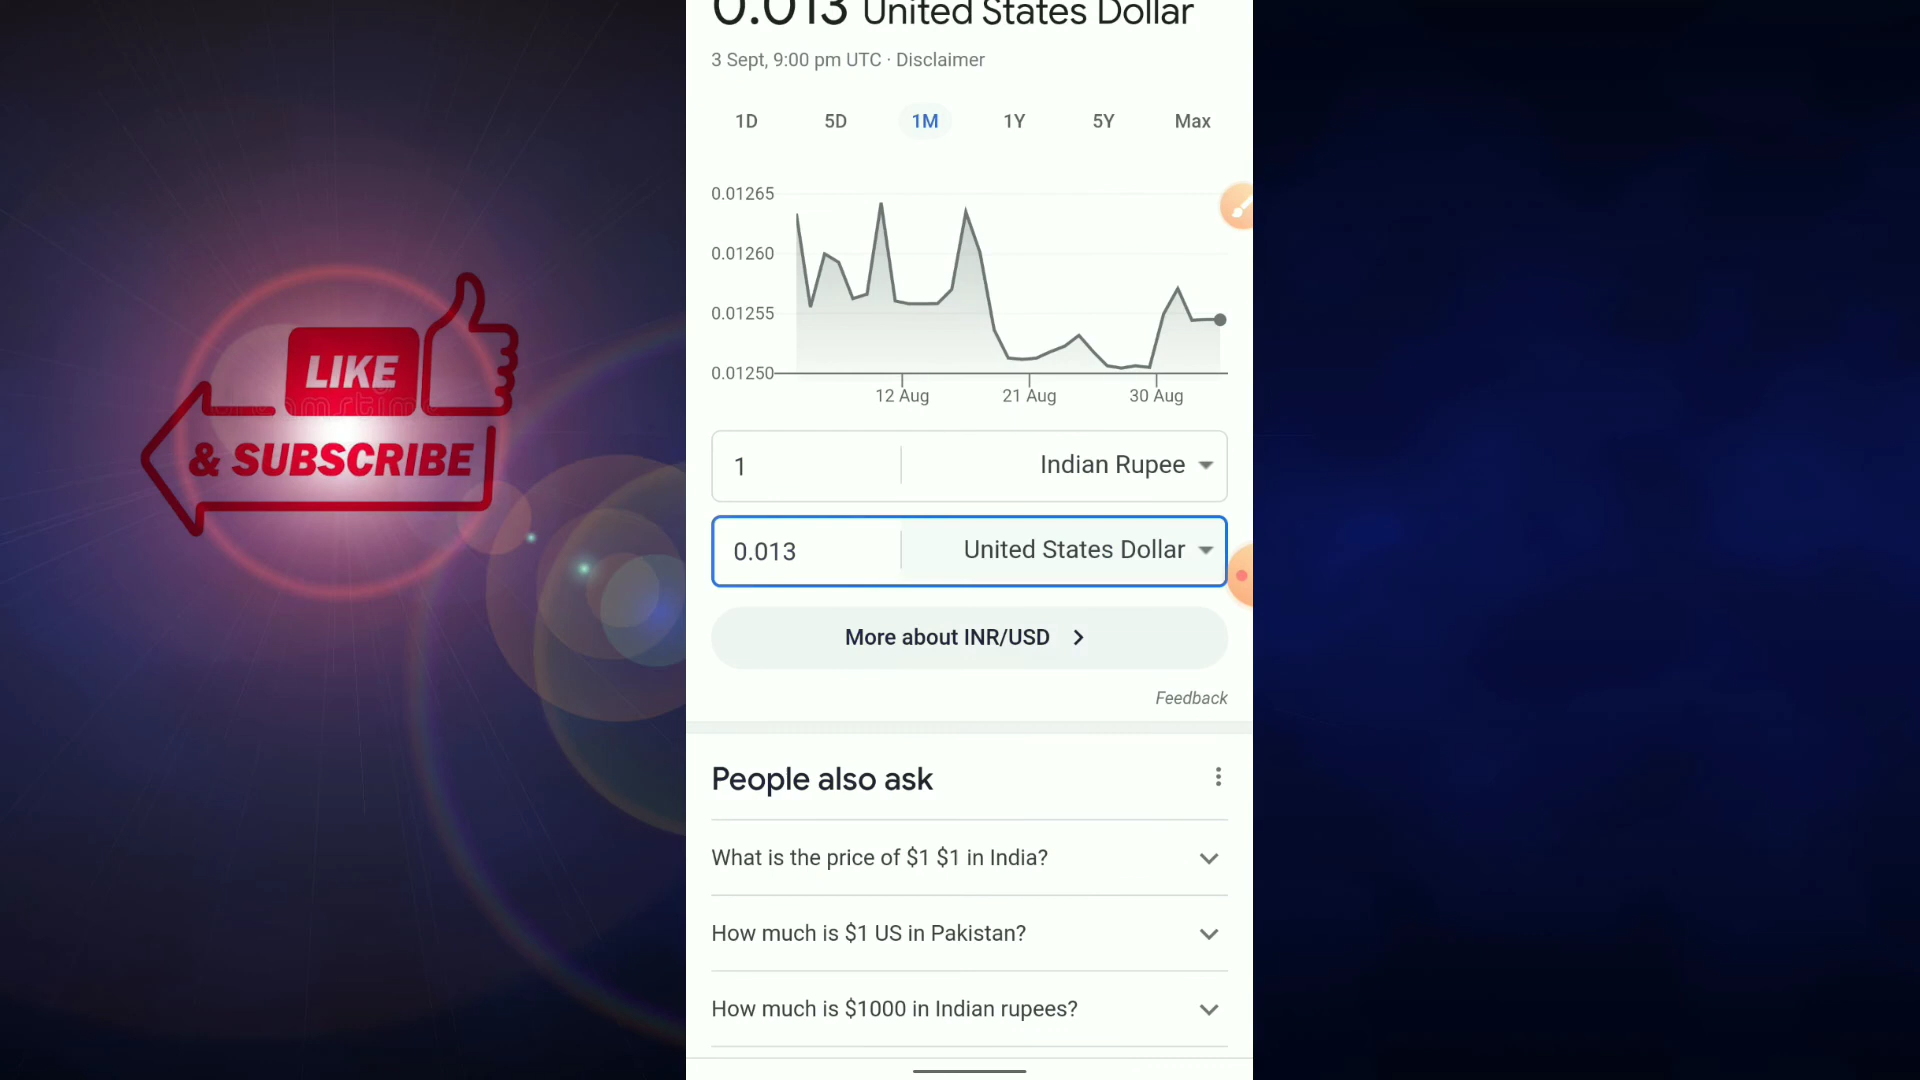 0.013 United States Dollar
3 Sept, 9:00 pm UTC · Disclaimer
1D 5D 1M 1Y 5Y Max
0.01265
0.01260
0.01255
0.01250
12 Aug 21 Aug 30 Aug
LIKE
& SUBSCRIBE
1 Indian Rupee
0.013 United States Dollar
More about INR/USD
Feedback
People also ask
What is the price of $1 $1 in India?
How much is $1 US in Pakistan?
How much is $1000 in Indian rupees?